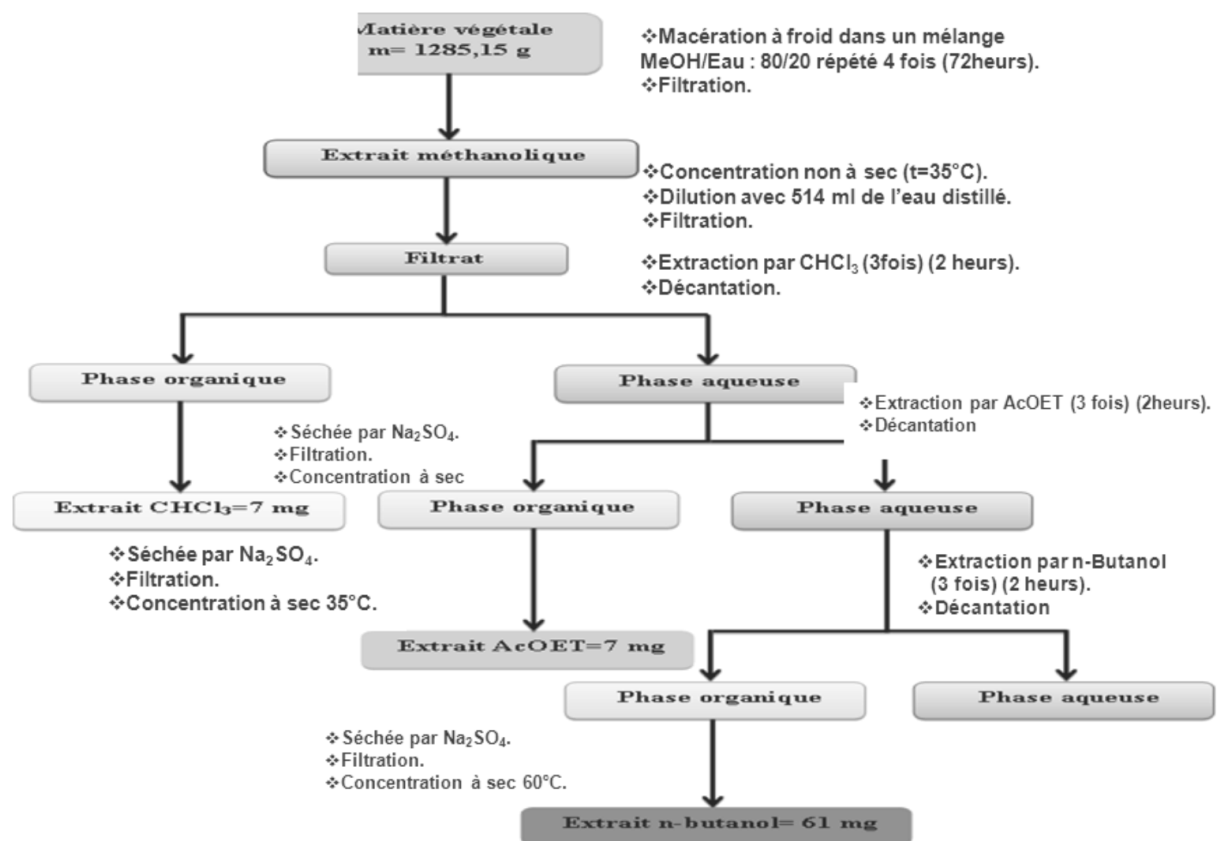 Matière végétale
m= 1285,15 g
❖Macération à froid dans un mélange
MeOH/Eau : 80/20 répété 4 fois (72heurs).
❖Filtration.
Extrait méthanolique
❖Concentration non à sec (t=35°C).
❖Dilution avec 514 ml de l'eau distillé.
❖Filtration.
Filtrat
❖Extraction par CHCl₃ (3fois) (2 heurs).
❖Décantation.
Phase organique
Phase aqueuse
❖Extraction par AcOET (3 fois) (2heurs).
❖Décantation
❖Séchée par Na₂SO₄.
❖Filtration.
❖Concentration à sec
Extrait CHCl₃=7 mg
Phase organique
Phase aqueuse
❖Séchée par Na₂SO₄.
❖Filtration.
❖Concentration à sec 35°C.
❖Extraction par n-Butanol
(3 fois) (2 heurs).
❖Décantation
Extrait AcOET=7 mg
Phase organique
Phase aqueuse
❖Séchée par Na₂SO₄.
❖Filtration.
❖Concentration à sec 60°C.
Extrait n-butanol= 61 mg